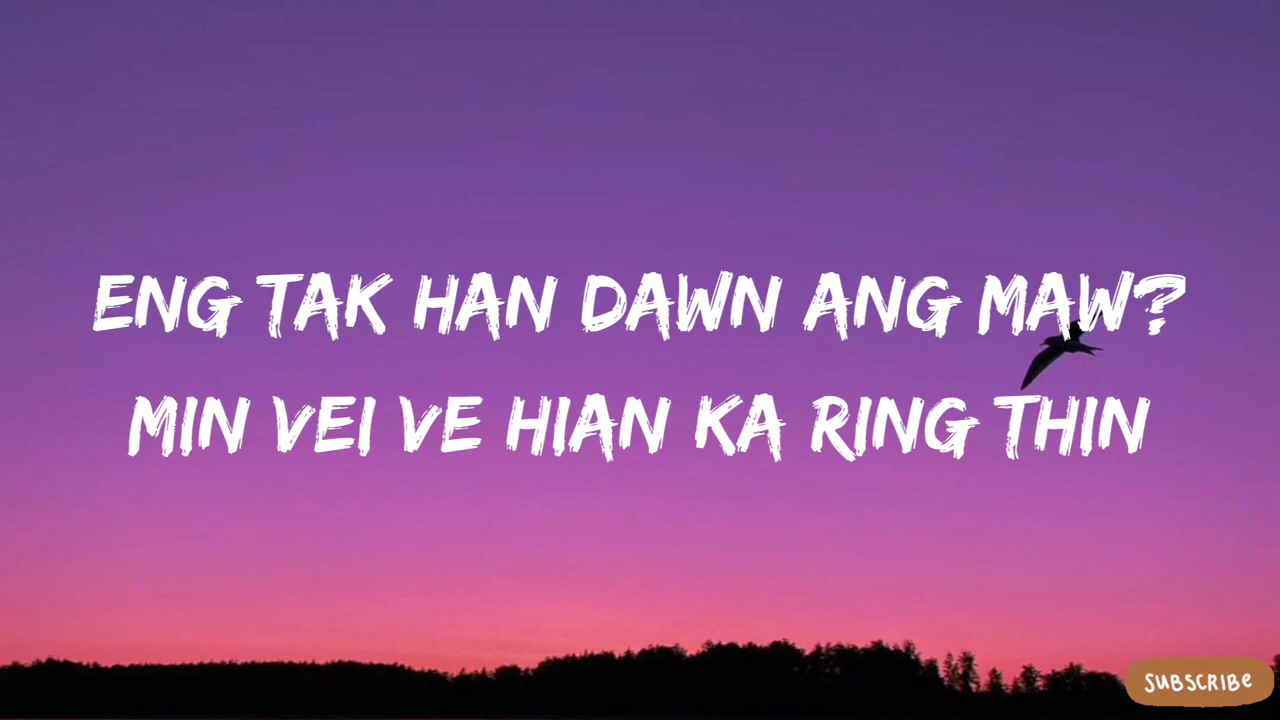 ENG TAK HAN DAWN ANG MAW?
MIN VEI VE HIAN KA RING THIN
SUBSCRIBE